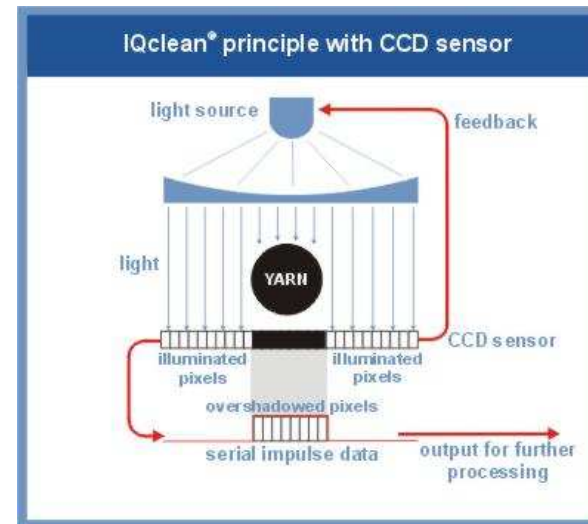 IQclean® principle with CCD sensor
light source
feedback
light
YARN
CCD sensor
illuminated
pixels
illuminated
pixels
overshadowed pixels
serial impulse data
output for further
processing